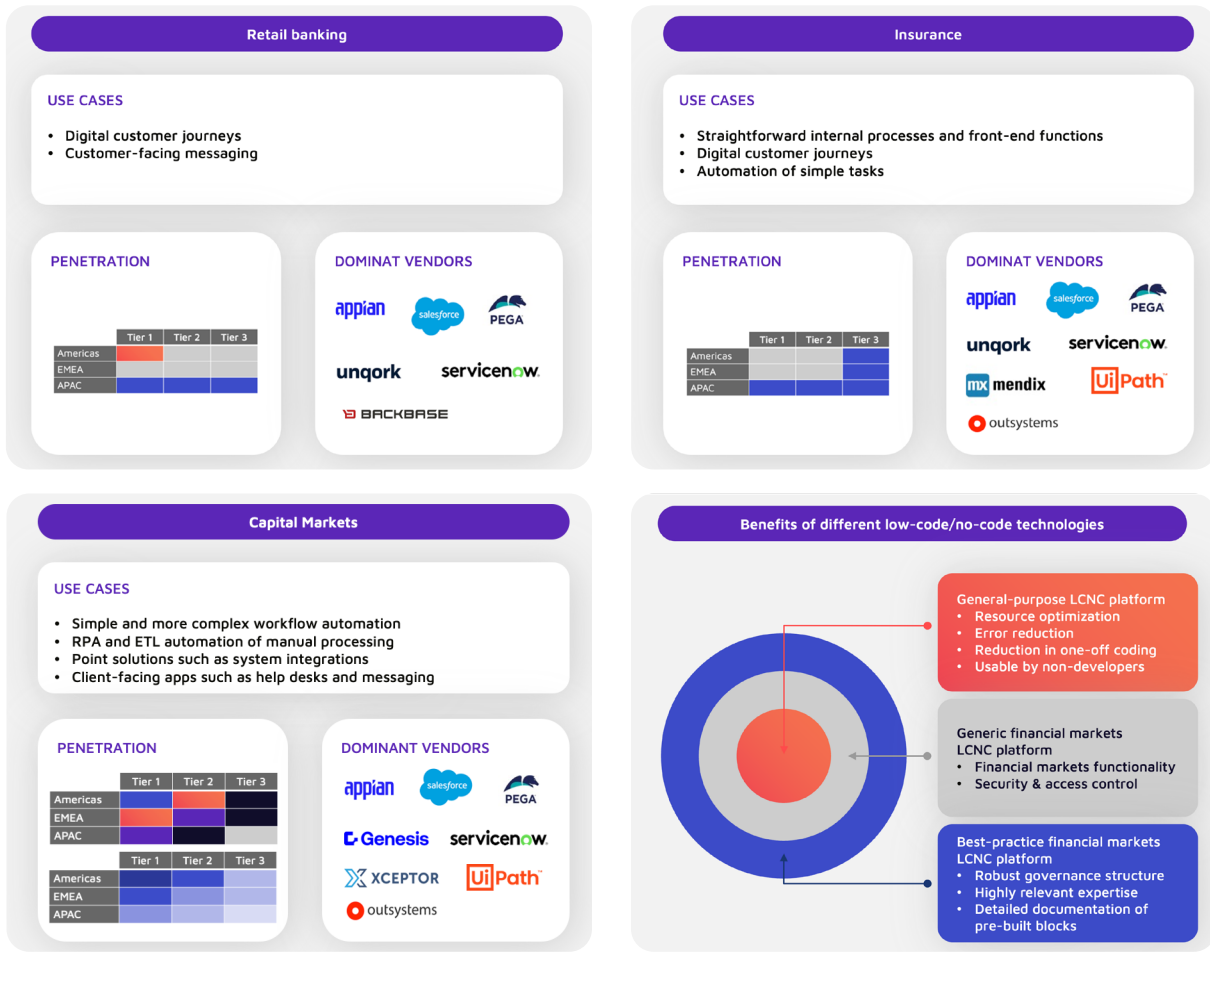 Retail banking
USE CASES
• Digital customer journeys
• Customer-facing messaging
PENETRATION
Tier 1 Tier 2 Tier 3
Americas
EMEA
APAC
DOMINAT VENDORS
appian salesforce PEGA
unqork servicenow.
BACKBASE
Insurance
USE CASES
• Straightforward internal processes and front-end functions
• Digital customer journeys
• Automation of simple tasks
PENETRATION
Tier 1 Tier 2 Tier 3
Americas
EMEA
APAC
DOMINAT VENDORS
appian salesforce PEGA
unqork servicenow.
mx mendix UiPath™
outsystems
Capital Markets
USE CASES
• Simple and more complex workflow automation
• RPA and ETL automation of manual processing
• Point solutions such as system integrations
• Client-facing apps such as help desks and messaging
PENETRATION
Tier 1 Tier 2 Tier 3
Americas
EMEA
APAC
Tier 1 Tier 2 Tier 3
Americas
EMEA
APAC
DOMINANT VENDORS
appian salesforce PEGA
Genesis servicenow.
XCEPTOR UiPath™
outsystems
Benefits of different low-code/no-code technologies
General-purpose LCNC platform
• Resource optimization
• Error reduction
• Reduction in one-off coding
• Usable by non-developers
Generic financial markets
LCNC platform
• Financial markets functionality
• Security & access control
Best-practice financial markets
LCNC platform
• Robust governance structure
• Highly relevant expertise
• Detailed documentation of
pre-built blocks